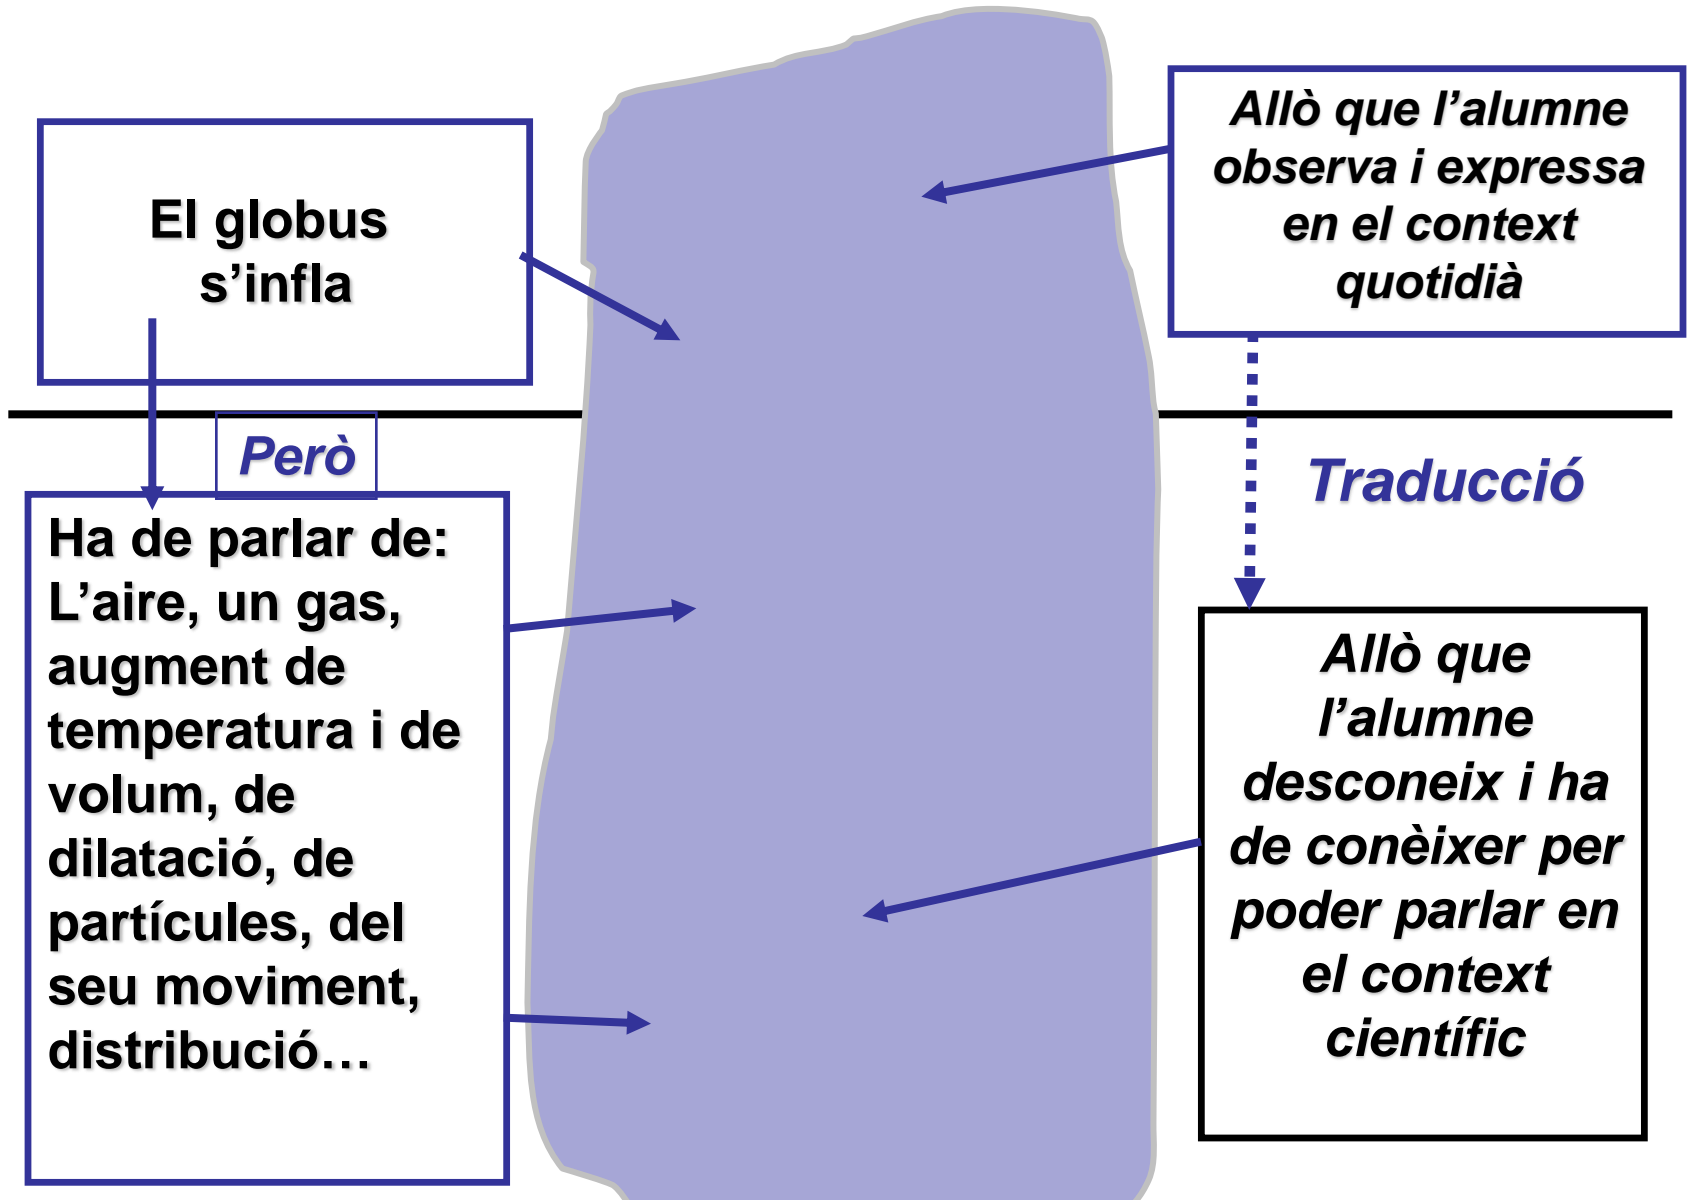 El globus
s’infla
Però
Ha de parlar de:
L’aire, un gas,
augment de
temperatura i de
volum, de
dilatació, de
partícules, del
seu moviment,
distribució…
Allò que l’alumne
observa i expressa
en el context
quotidià
Traducció
Allò que
l’alumne
desconeix i ha
de conèixer per
poder parlar en
el context
científic